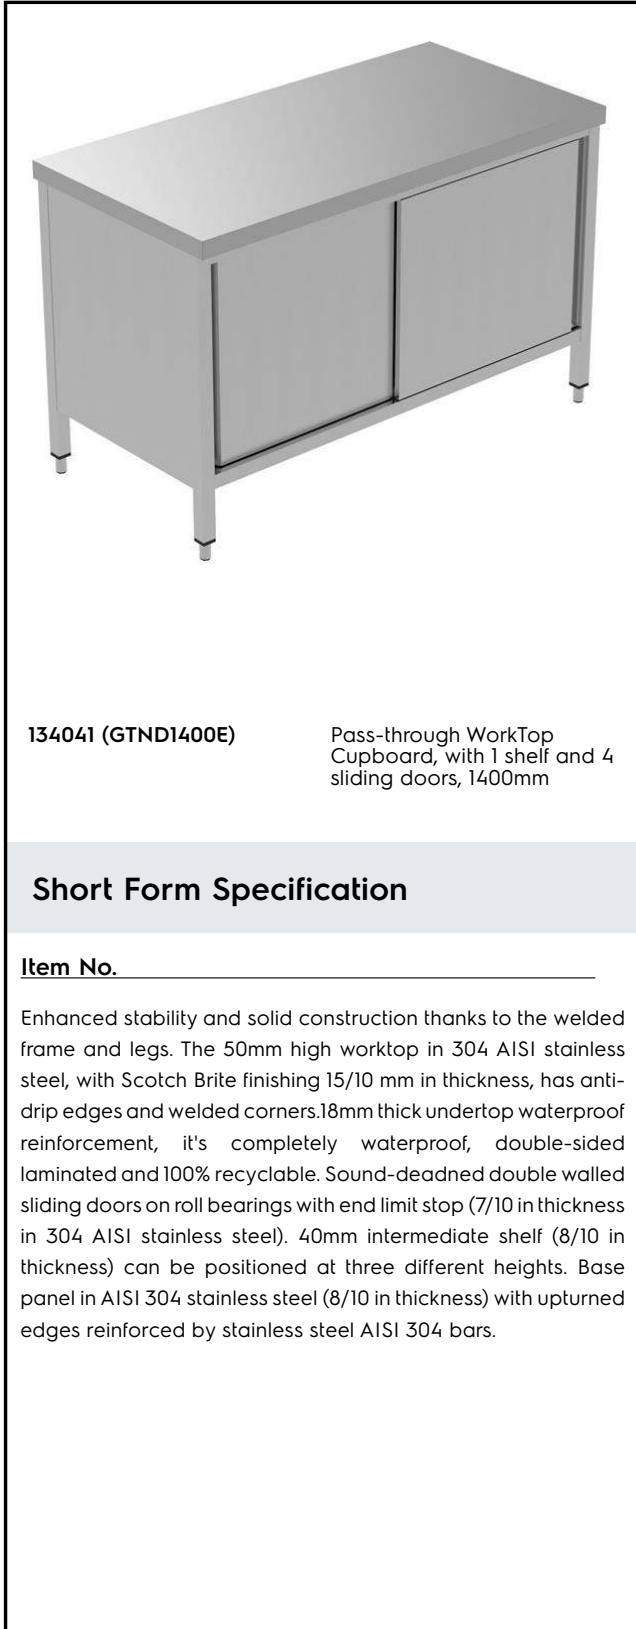 134041 (GTND1400E)
Pass-through WorkTop
Cupboard, with 1 shelf and 4
sliding doors, 1400mm
Short Form Specification
Item No.
Enhanced stability and solid construction thanks to the welded
frame and legs. The 50mm high worktop in 304 AISI stainless
steel, with Scotch Brite finishing 15/10 mm in thickness, has anti-
drip edges and welded corners.18mm thick undertop waterproof
reinforcement, it's completely waterproof, double-sided
laminated and 100% recyclable. Sound-deadned double walled
sliding doors on roll bearings with end limit stop (7/10 in thickness
in 304 AISI stainless steel). 40mm intermediate shelf (8/10 in
thickness) can be positioned at three different heights. Base
panel in AISI 304 stainless steel (8/10 in thickness) with upturned
edges reinforced by stainless steel AISI 304 bars.